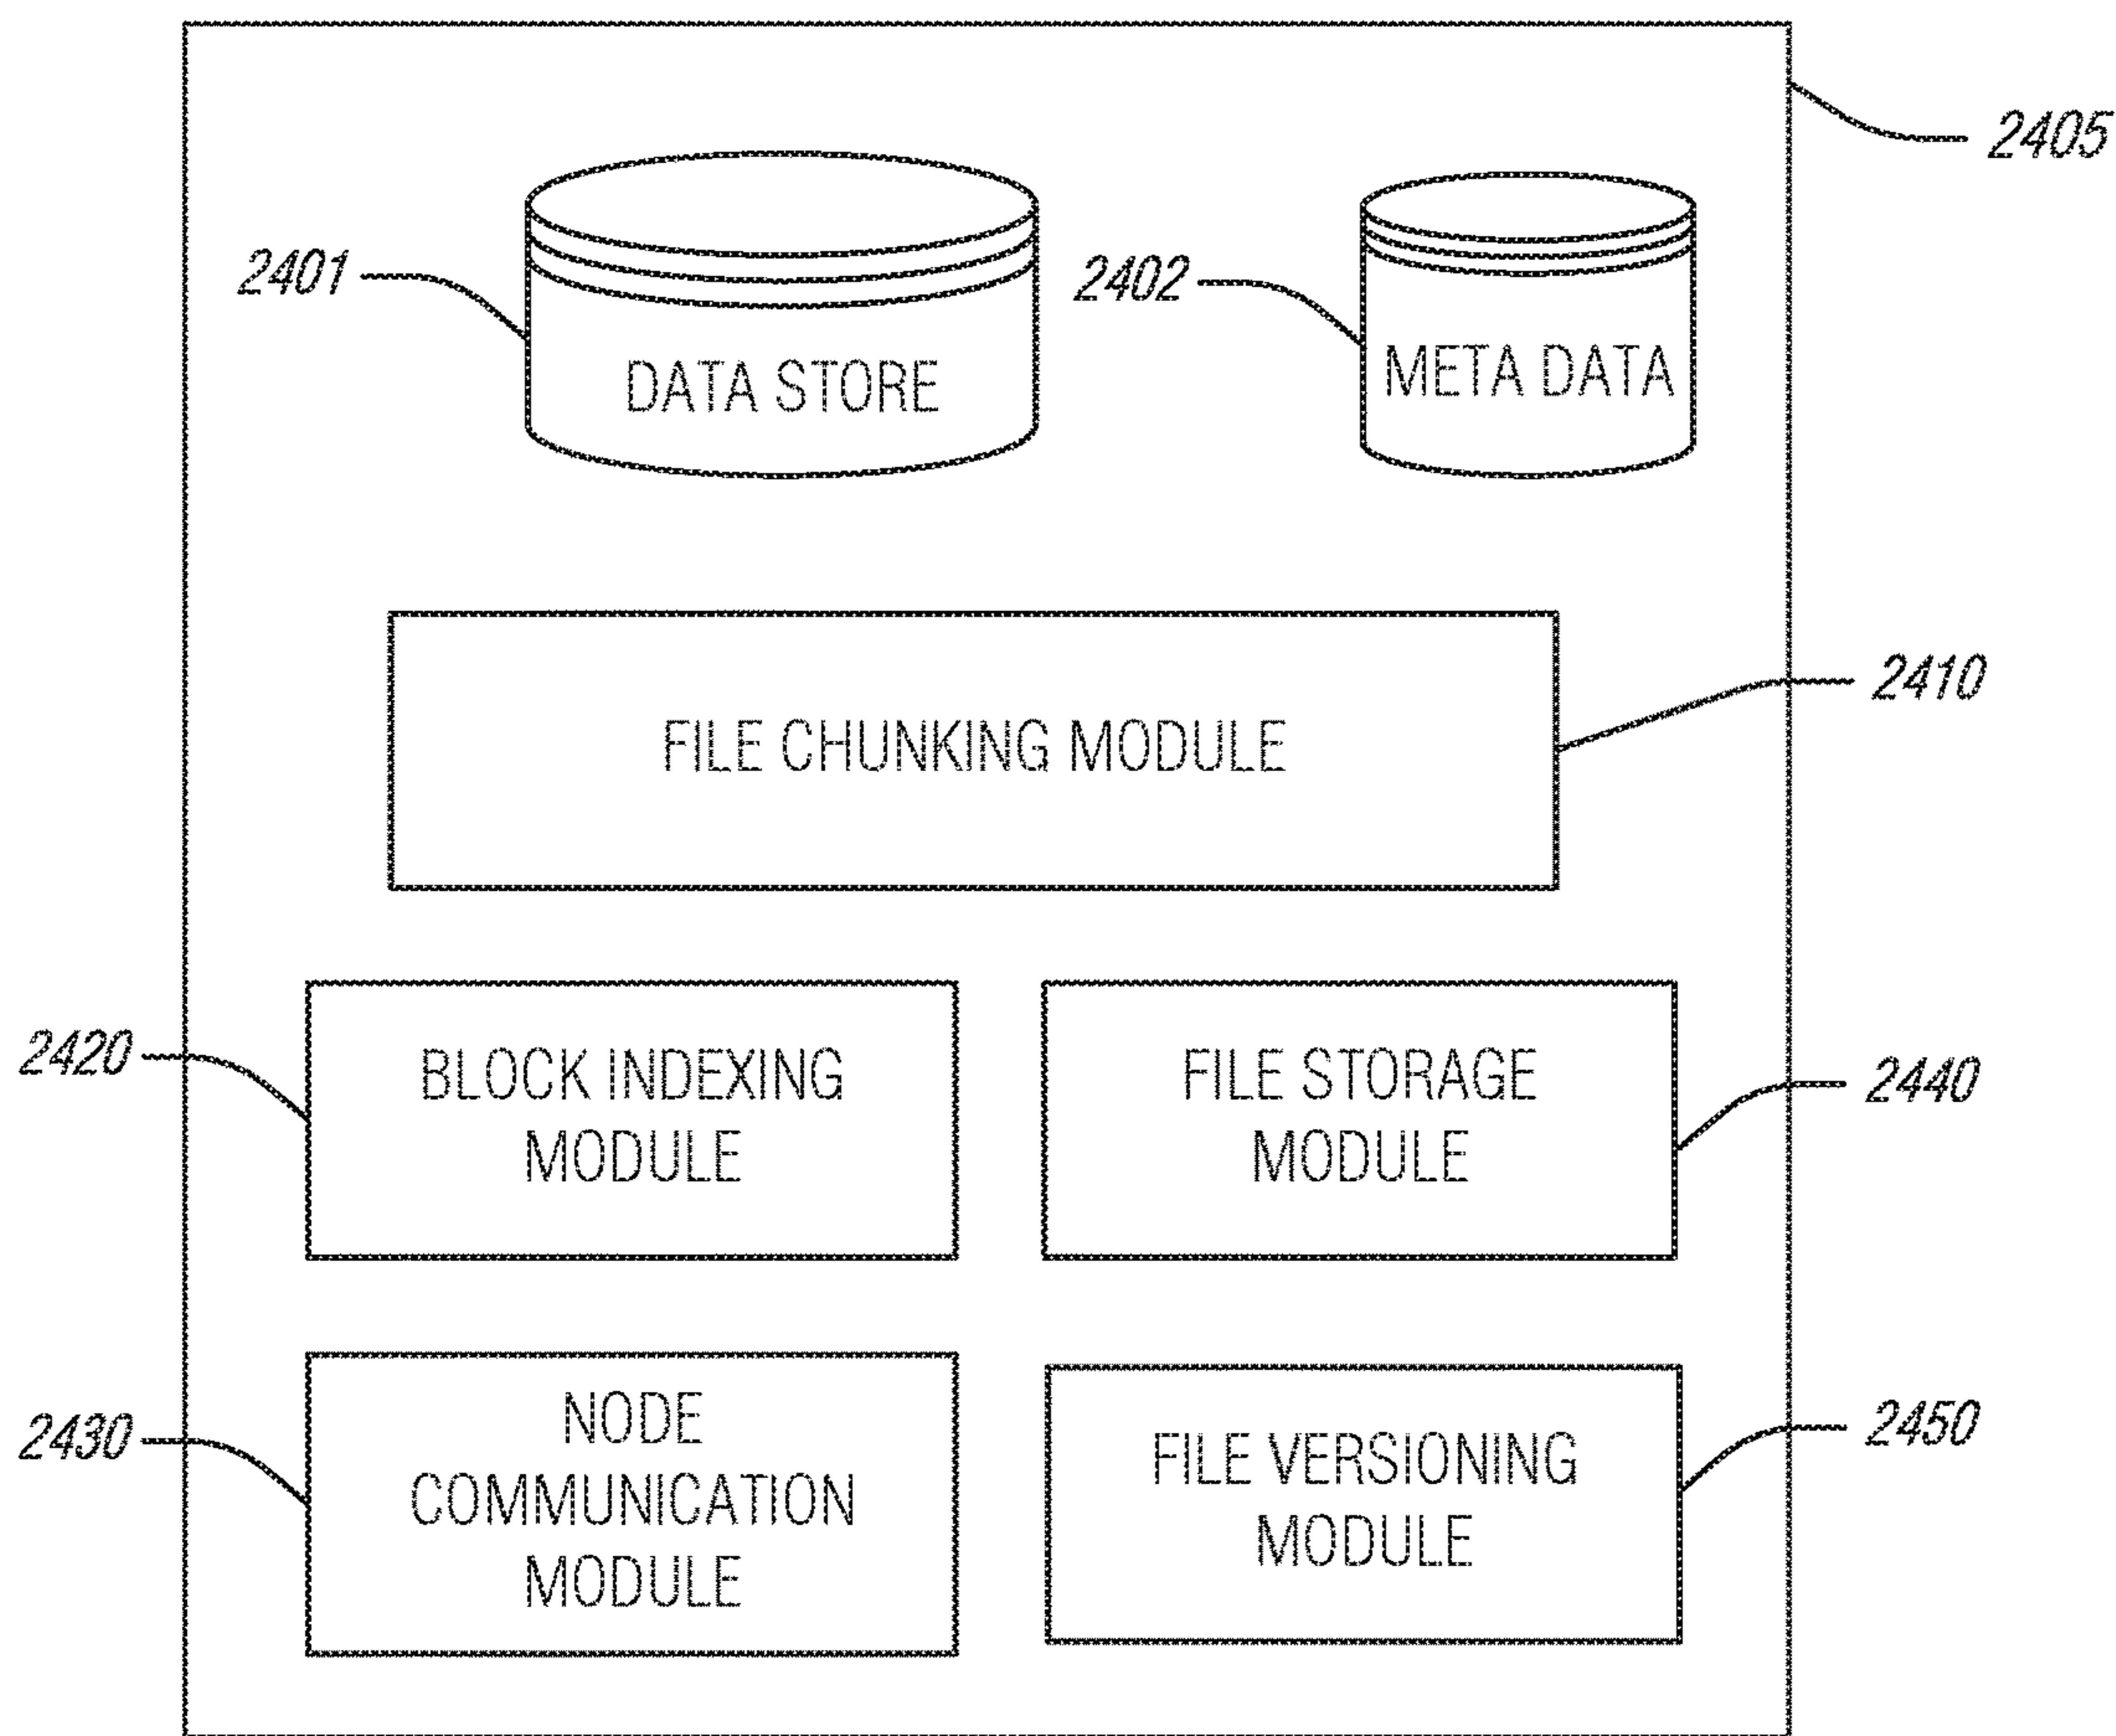 2405
2401
DATA STORE
2402
META DATA
FILE CHUNKING MODULE
2410
2420
BLOCK INDEXING
MODULE
FILE STORAGE
MODULE
2440
2430
NODE
COMMUNICATION
MODULE
FILE VERSIONING
MODULE
2450